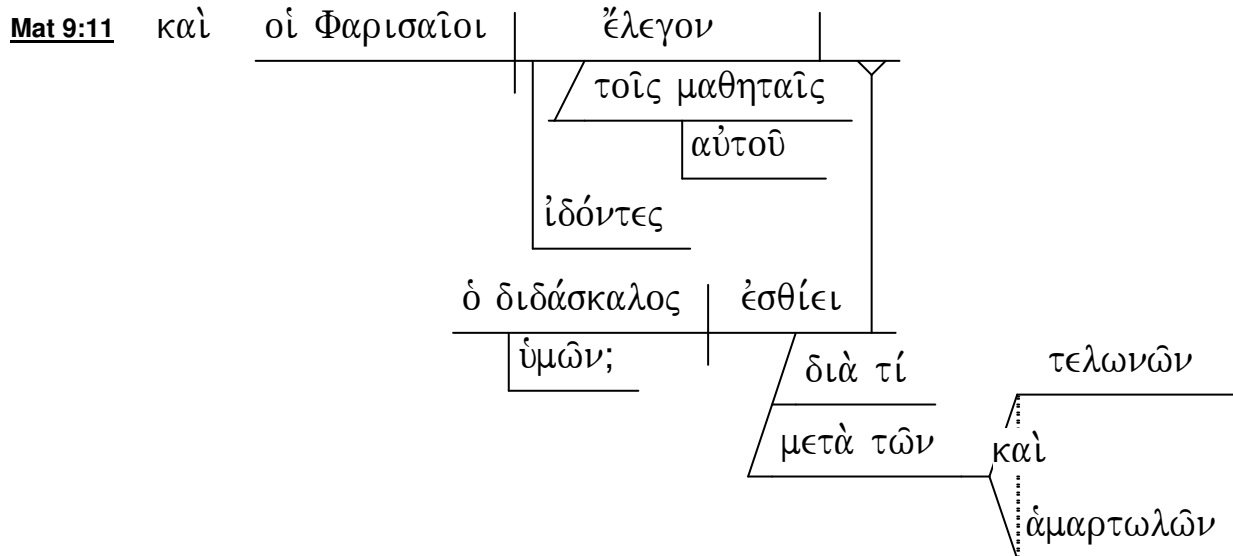 Mat 9:11 καὶ οἱ Φαρισαῖοι ἔλεγον
τοῖς μαθηταῖς
αὐτοῦ
ἰδόντες
ὁ διδάσκαλος ἐσθίει
ὑμῶν;
διὰ τί
τελωνῶν
μετὰ τῶν
καὶ
ἁμαρτωλῶν